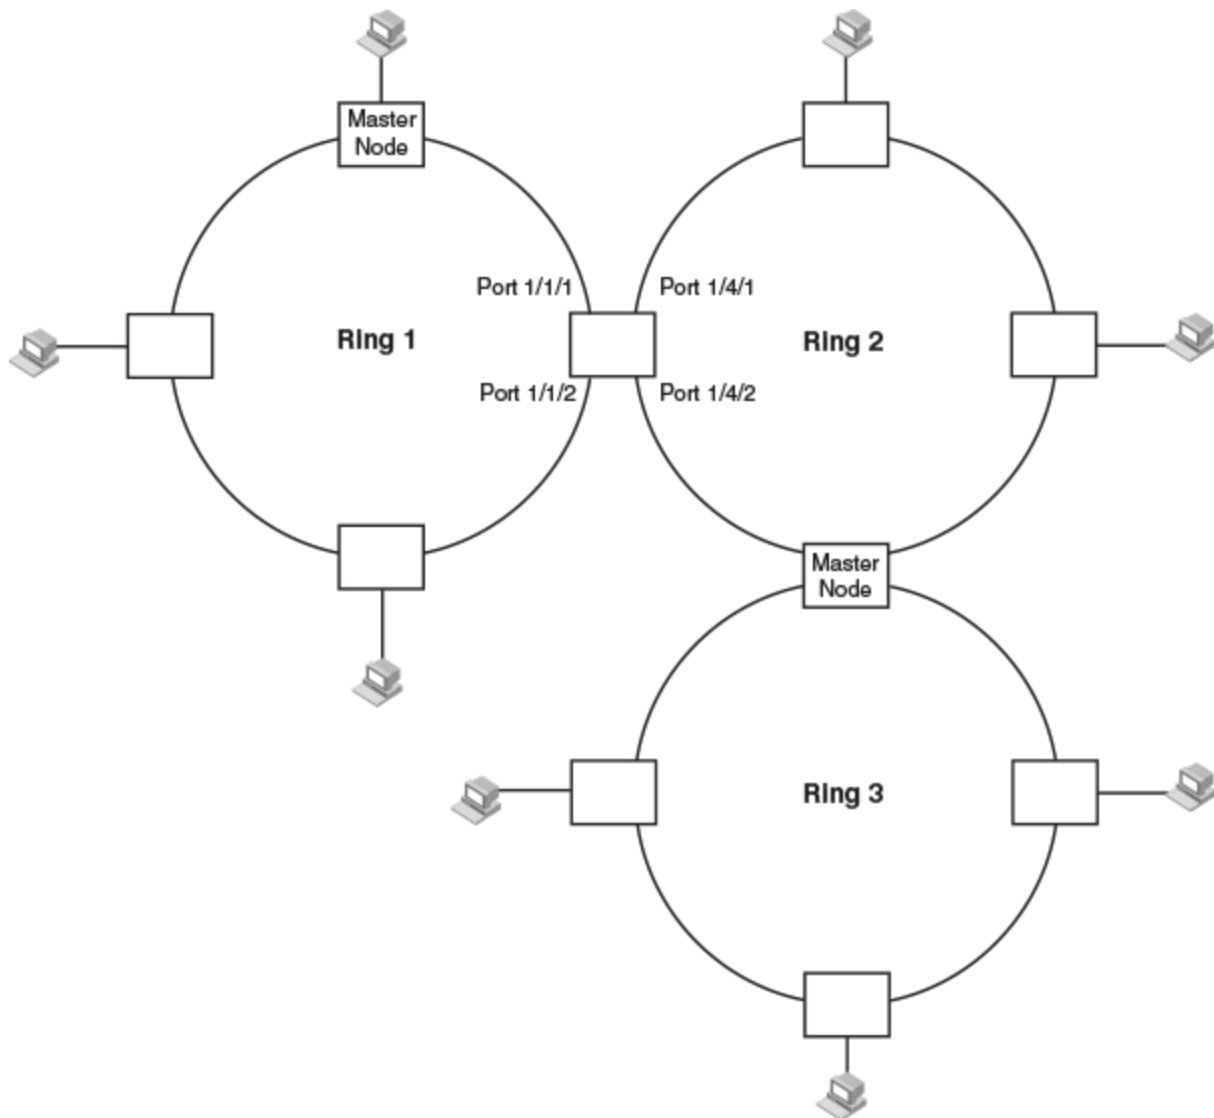 Master
Node
Port 1/1/1
Port 1/4/1
Ring 1
Ring 2
Port 1/1/2
Port 1/4/2
Master
Node
Ring 3